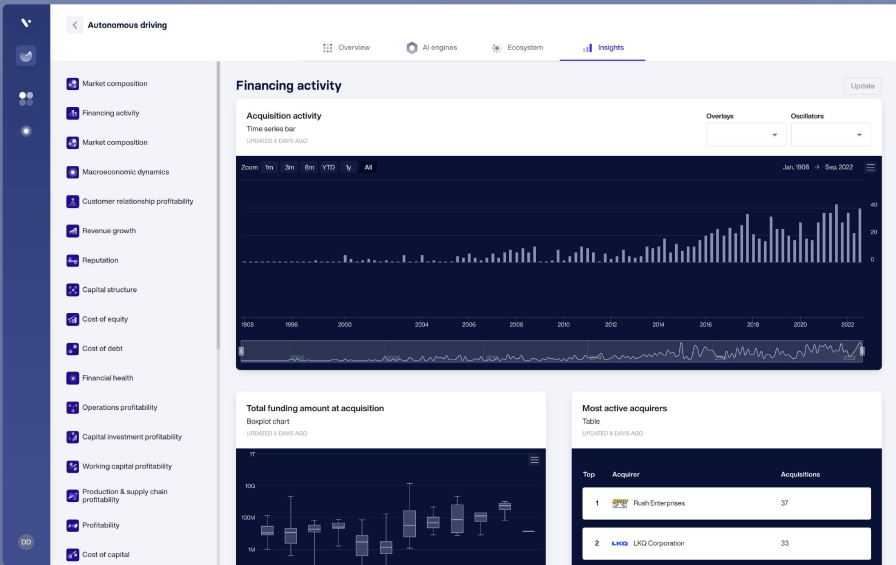 Autonomous driving
Overview
AI engines
Ecosystem
Insights
Market composition
Financing activity
Market composition
Macroeconomic dynamics
Customer relationship profitability
Revenue growth
Reputation
Capital structure
Cost of equity
Cost of debt
Financial health
Operations profitability
Capital investment profitability
Working capital profitability
Production & supply chain
profitability
Profitability
Cost of capital
DD
Financing activity
Update
Acquisition activity
Time series bar
UPDATED 6 DAYS AGO
Overlays
Oscillators
Zoom 1m 3m 6m YTD 1y All
Jan, 1908 → Sep, 2022
40
20
0
1908 1996 2000 2004 2006 2008 2010 2012 2014 2016 2018 2020 2022
Total funding amount at acquisition
Boxplot chart
UPDATED 6 DAYS AGO
1T
10G
100M
1M
Most active acquirers
Table
UPDATED 6 DAYS AGO
Top Acquirer Acquisitions
1 Rush Enterprises 37
2 LKQ LKQ Corporation 33